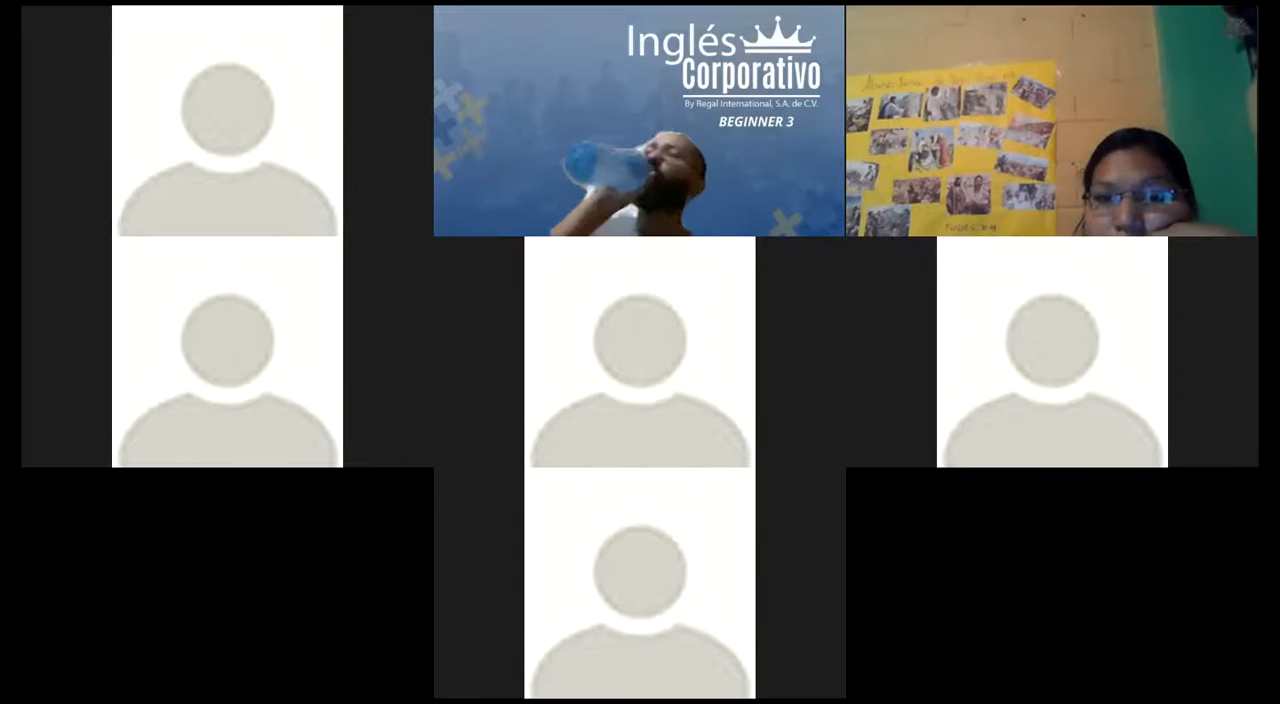 Inglés
Corporativo
By Regal International, S.A. de C.V.
BEGINNER 3